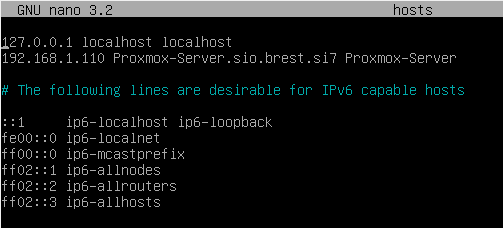 GNU nano 3.2 hosts
127.0.0.1 localhost localhost
192.168.1.110 Proxmox-Server.sio.brest.si7 Proxmox-Server
# The following lines are desirable for IPv6 capable hosts
::1 ip6-localhost ip6-loopback
fe00::0 ip6-localnet
ff00::0 ip6-mcastprefix
ff02::1 ip6-allnodes
ff02::2 ip6-allrouters
ff02::3 ip6-allhosts